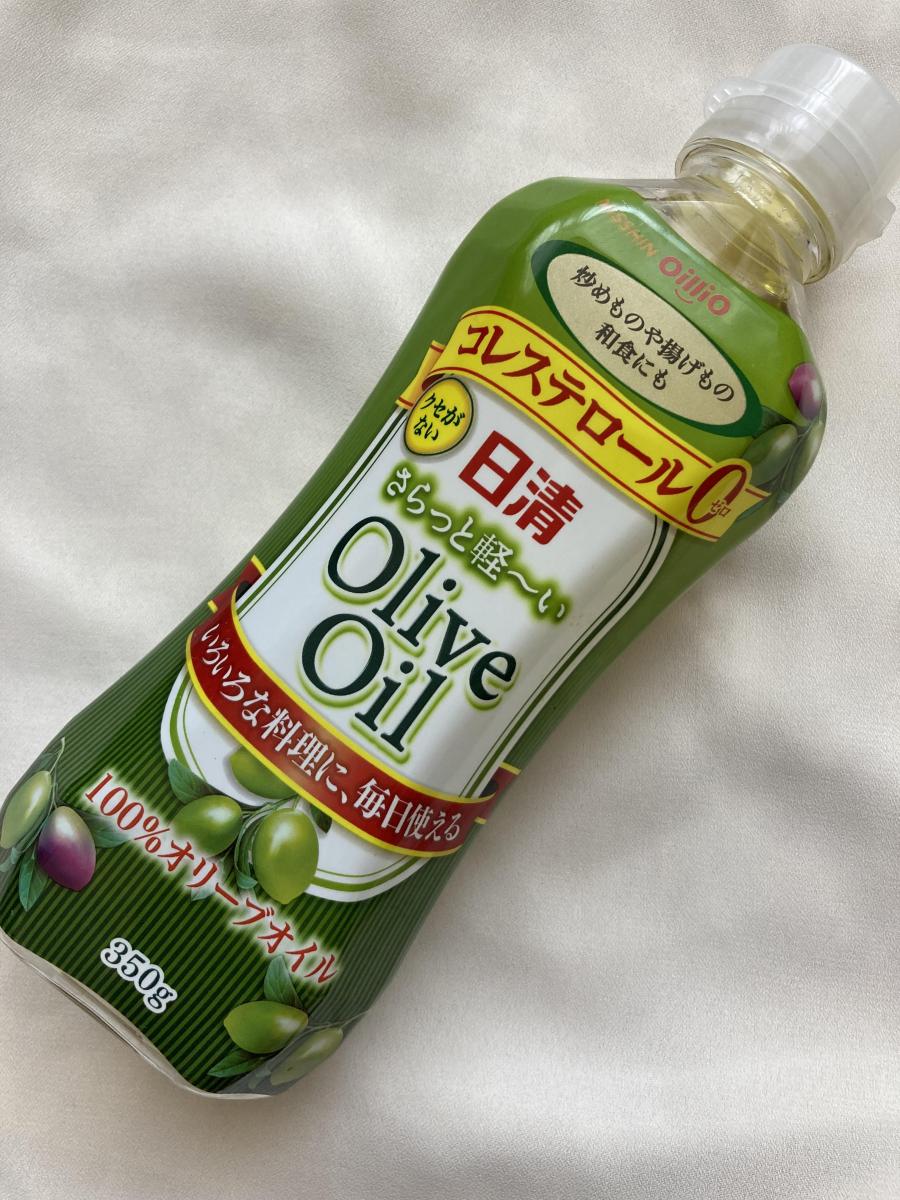 NISSHIN Oillio
炒めものや揚げもの
和食にも
コレステロール0
ゼロ
クセが
ない
日清
さらっと軽〜い
Olive
Oil
いろいろな料理に、毎日使える
100%オリーブオイル
350g